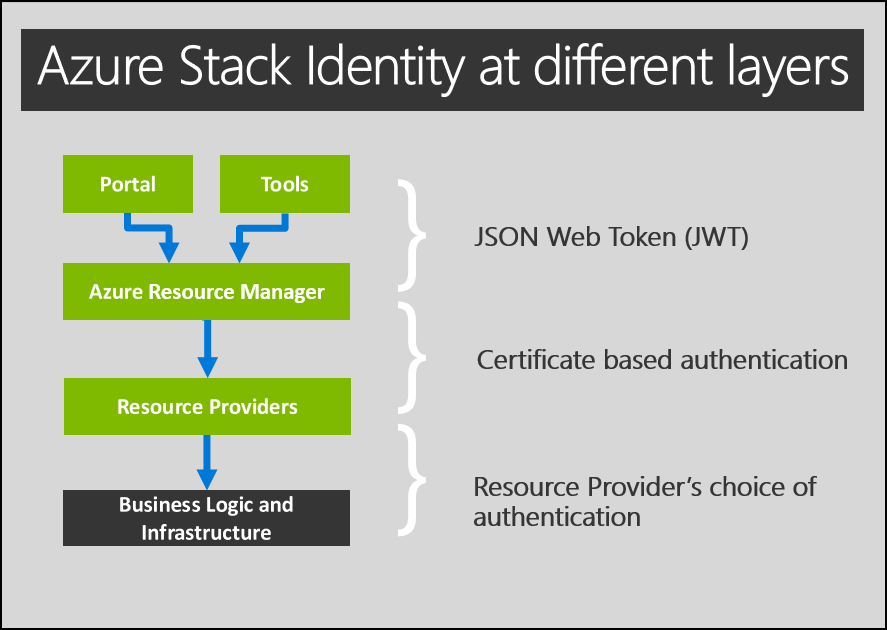 Azure Stack Identity at different layers
Portal
Tools
JSON Web Token (JWT)
Azure Resource Manager
Certificate based authentication
Resource Providers
Resource Provider’s choice of
authentication
Business Logic and
Infrastructure